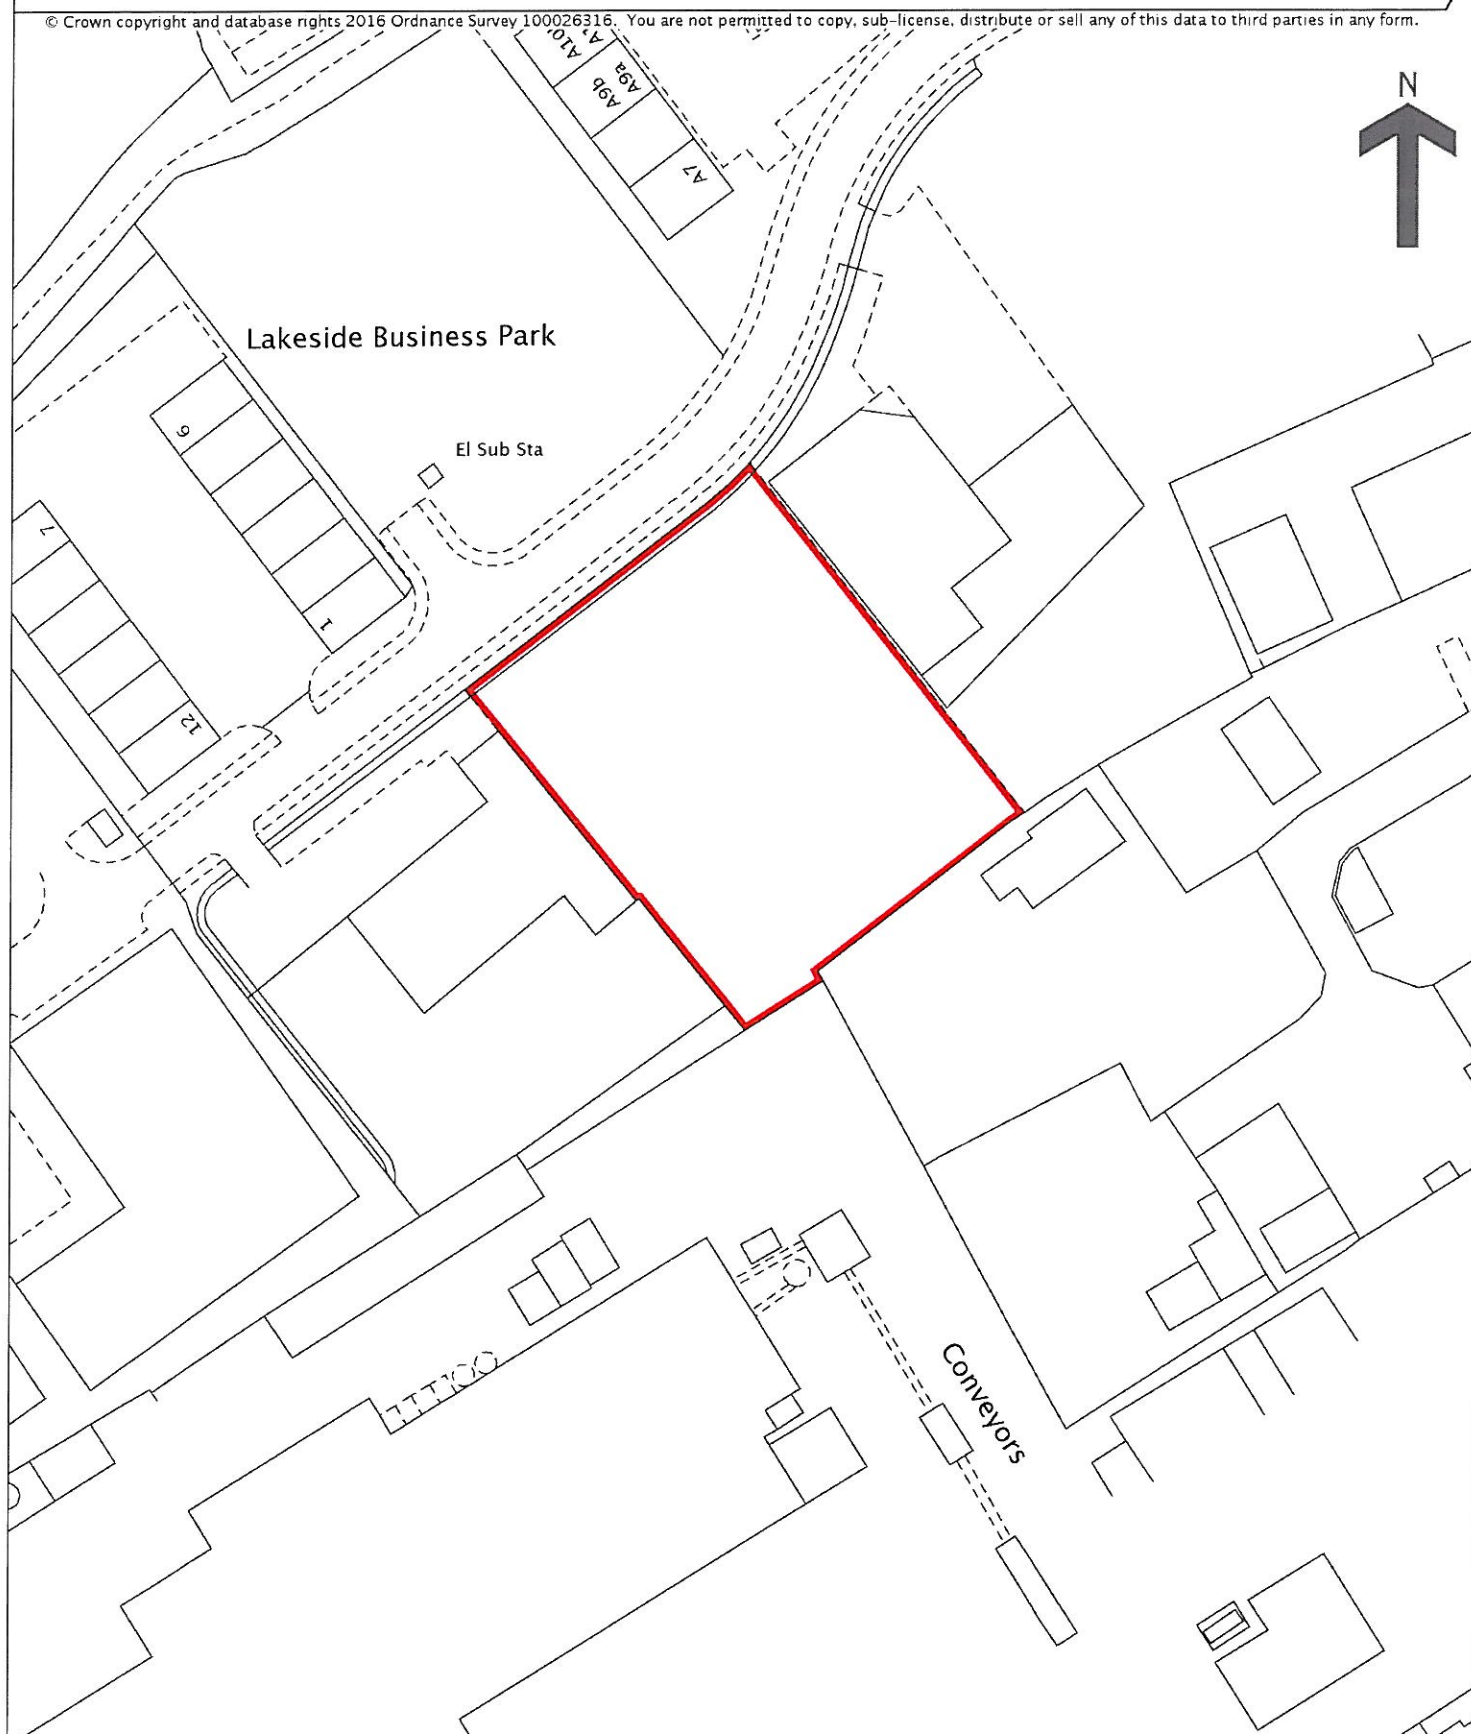 © Crown copyright and database rights 2016 Ordnance Survey 100026316. You are not permitted to copy, sub-license, distribute or sell any of this data to third parties in any form.
N
A9a
A9b
A7
Lakeside Business Park
El Sub Sta
6
7
1
12
Conveyors